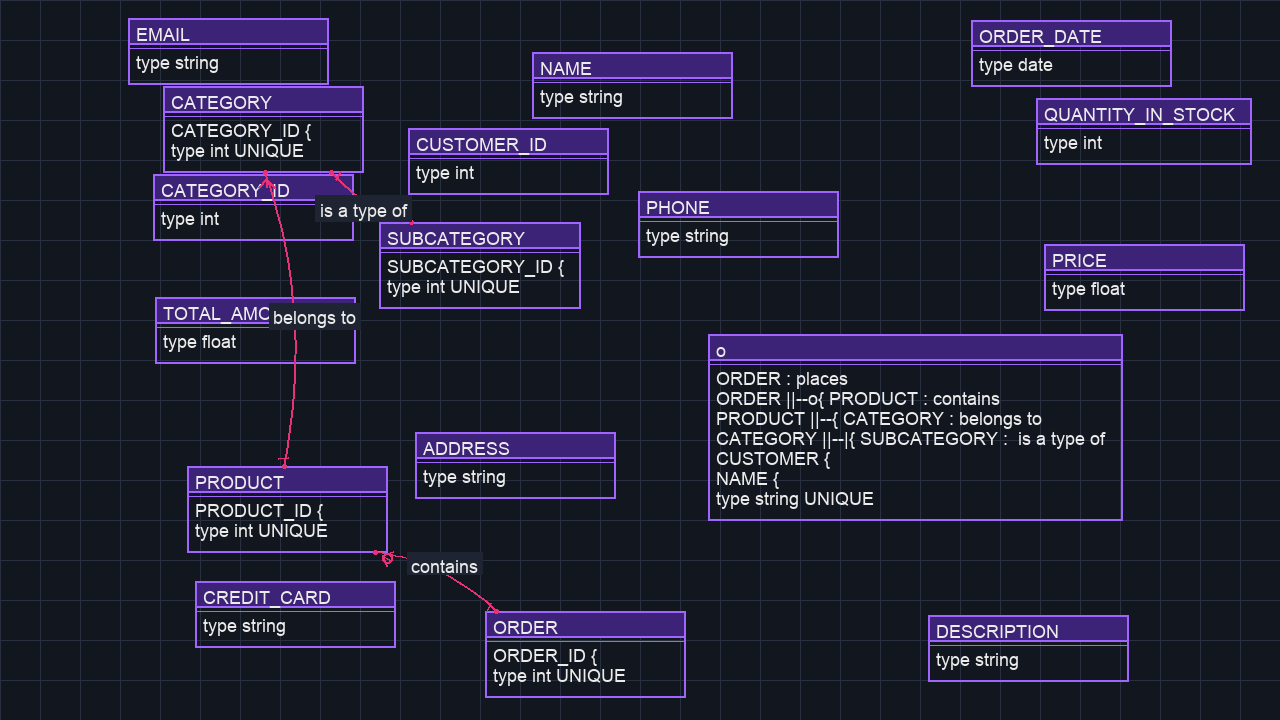 EMAIL
type string
CATEGORY
CATEGORY_ID {
type int UNIQUE
CATEGORY_ID
type int
is a type of
NAME
type string
CUSTOMER_ID
type int
SUBCATEGORY
SUBCATEGORY_ID {
type int UNIQUE
PHONE
type string
ORDER_DATE
type date
QUANTITY_IN_STOCK
type int
PRICE
type float
TOTAL_AMO
type float
belongs to
o
ORDER : places
ORDER ||--o{ PRODUCT : contains
PRODUCT ||--{ CATEGORY : belongs to
CATEGORY ||--|{ SUBCATEGORY :  is a type of
CUSTOMER {
NAME {
type string UNIQUE
ADDRESS
type string
PRODUCT
PRODUCT_ID {
type int UNIQUE
contains
CREDIT_CARD
type string
ORDER
ORDER_ID {
type int UNIQUE
DESCRIPTION
type string